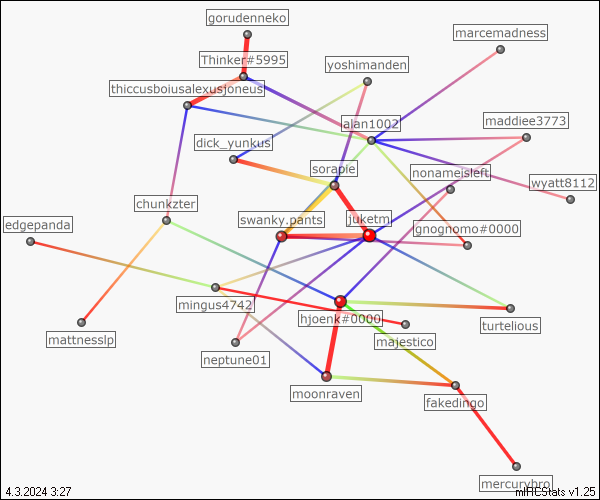 gorudenneko
marcemadness
Thinker#5995
yoshimanden
thiccusboiusalexusjoneus
alan1002
maddiee3773
dick_yunkus
sorapie
nonameisleft
wyatt8112
chunkzter
swanky.pants
juketm
gnognomo#0000
edgepanda
mingus4742
hjoenk#0000
turtelious
majestico
mattnesslp
neptune01
moonraven
fakedingo
mercurybro
4.3.2024 3:27
mIRCStats v1.25